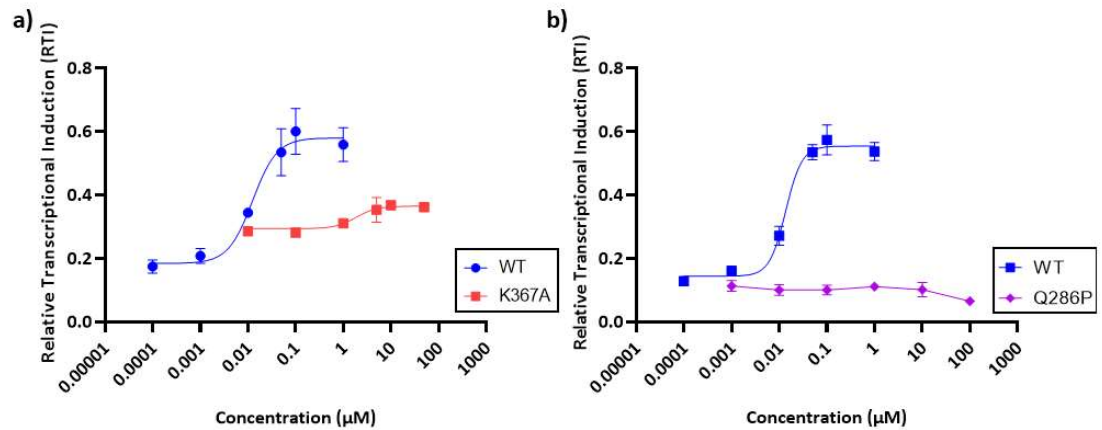 a)
Relative Transcriptional Induction (RTI)
0.8
0.6
0.4
0.2
0.0
0.00001
0.0001
0.001
0.01
0.1
1
10
100
1000
Concentration (µM)
WT
K367A
b)
Relative Transcriptional Induction (RTI)
0.8
0.6
0.4
0.2
0.0
0.00001
0.0001
0.001
0.01
0.1
1
10
100
1000
Concentration (µM)
WT
Q286P